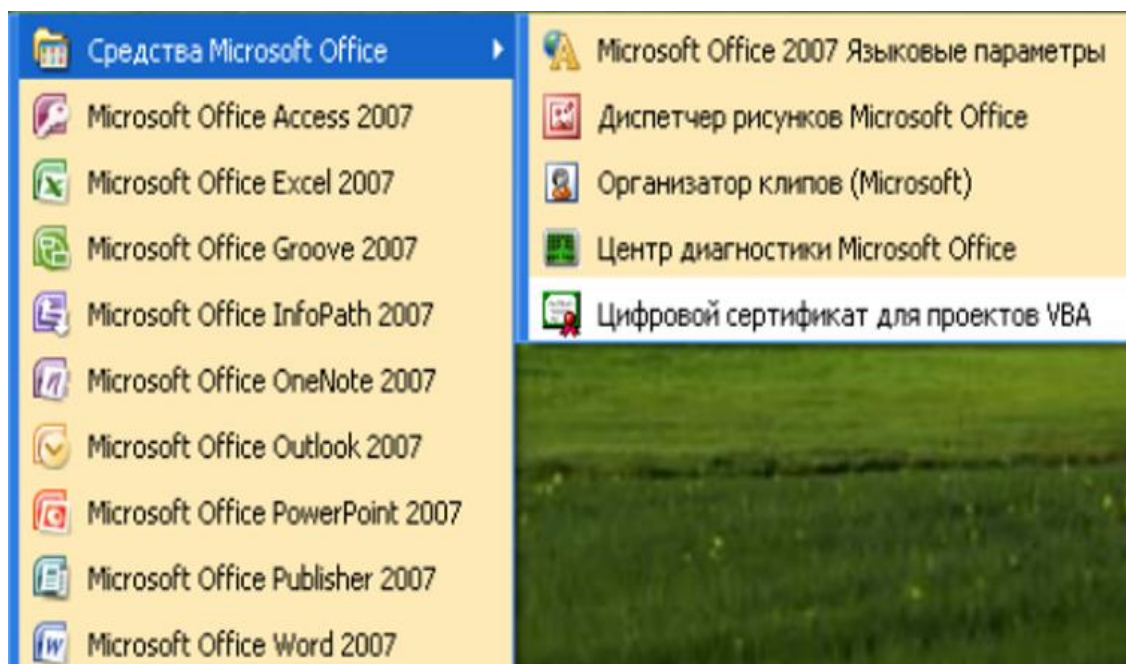 Средства Microsoft Office
Microsoft Office Access 2007
Microsoft Office Excel 2007
Microsoft Office Groove 2007
Microsoft Office InfoPath 2007
Microsoft Office OneNote 2007
Microsoft Office Outlook 2007
Microsoft Office PowerPoint 2007
Microsoft Office Publisher 2007
Microsoft Office Word 2007
Microsoft Office 2007 Языковые параметры
Диспетчер рисунков Microsoft Office
Организатор клипов (Microsoft)
Центр диагностики Microsoft Office
Цифровой сертификат для проектов VBA